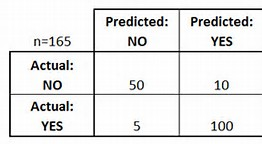 Predicted: Predicted:
n=165 NO YES
Actual:
NO 50 10
Actual:
YES 5 100